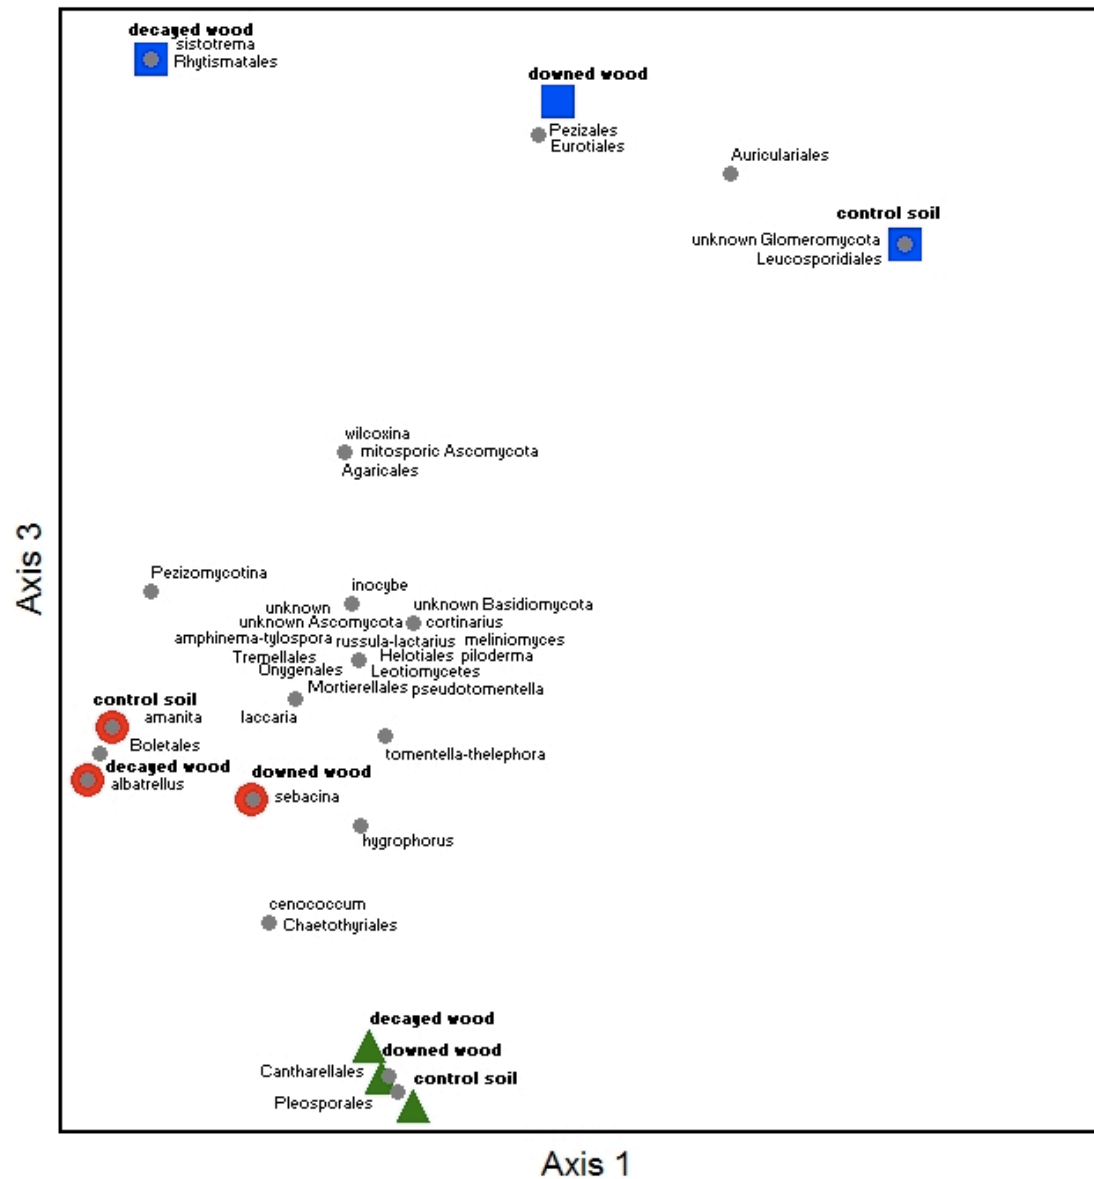 decayed wood
sistotrema
Rhytismatales
downed wood
Pezizales
Eurotiales
Auriculariales
control soil
unknown Glomeromycota
Leucosporidiales
wilcoxina
mitosporic Ascomycota
Agaricales
Axis 3
Pezizomycotina
inocybe
unknown
unknown Basidiomycota
unknown Ascomycota
cortinarius
amphinema-tylospora
russula-lactarius
meliniomyces
Tremellales
Helotiales
piloderma
Onygenales
Leotiomycetes
Mortierellales
pseudotomentella
control soil
amanita
laccaria
Boletales
tomentella-thelephora
decayed wood
downed wood
albatrellus
sebacina
hygrophorus
cenococcum
Chaetothyriales
decayed wood
downed wood
Cantharellales
control soil
Pleosporales
Axis 1